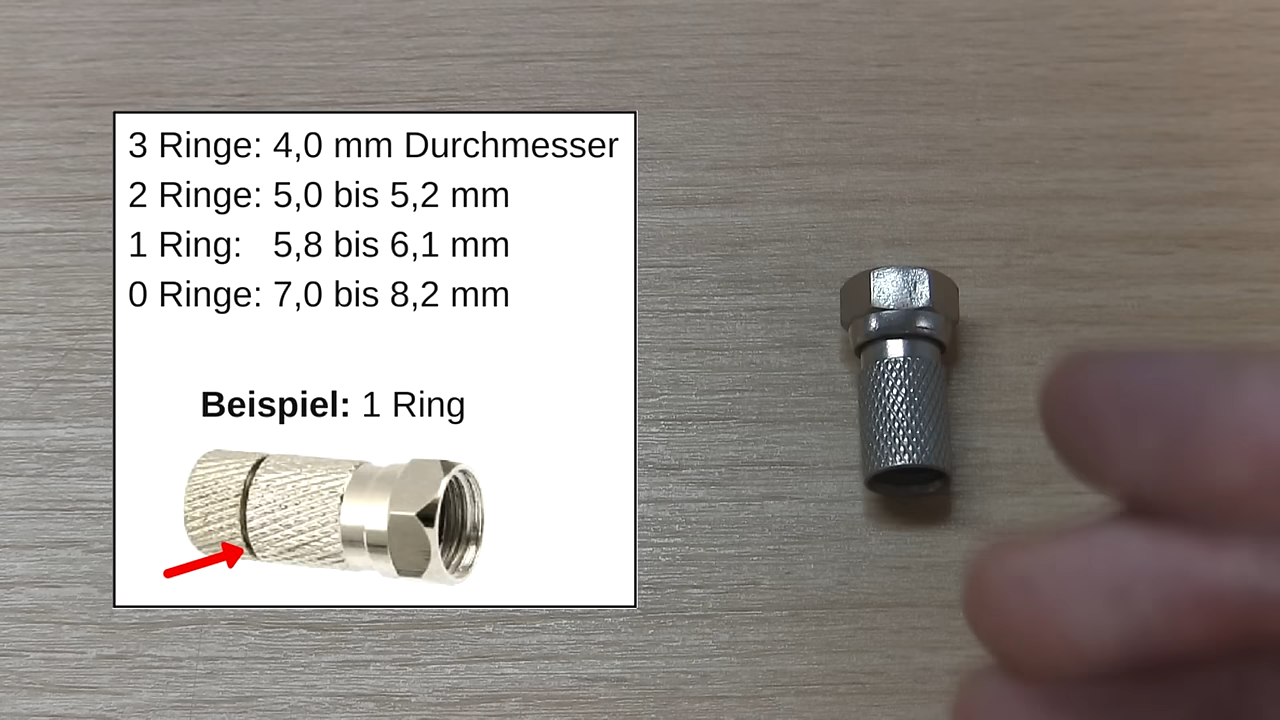 3 Ringe: 4,0 mm Durchmesser
2 Ringe: 5,0 bis 5,2 mm
1 Ring: 5,8 bis 6,1 mm
0 Ringe: 7,0 bis 8,2 mm
Beispiel: 1 Ring